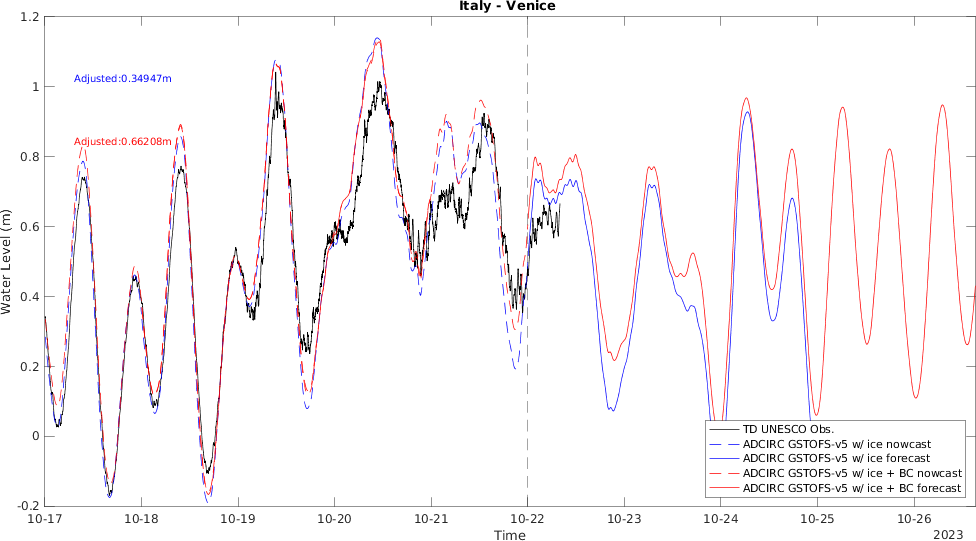 Italy - Venice
Adjusted:0.34947m
Adjusted:0.66208m
Water Level (m)
1.2
1
0.8
0.6
0.4
0.2
0
-0.2
10-17
10-18
10-19
10-20
10-21
10-22
10-23
10-24
10-25
10-26
Time
2023
TD UNESCO Obs.
ADCIRC GSTOFS-v5 w/ ice nowcast
ADCIRC GSTOFS-v5 w/ ice forecast
ADCIRC GSTOFS-v5 w/ ice + BC nowcast
ADCIRC GSTOFS-v5 w/ ice + BC forecast